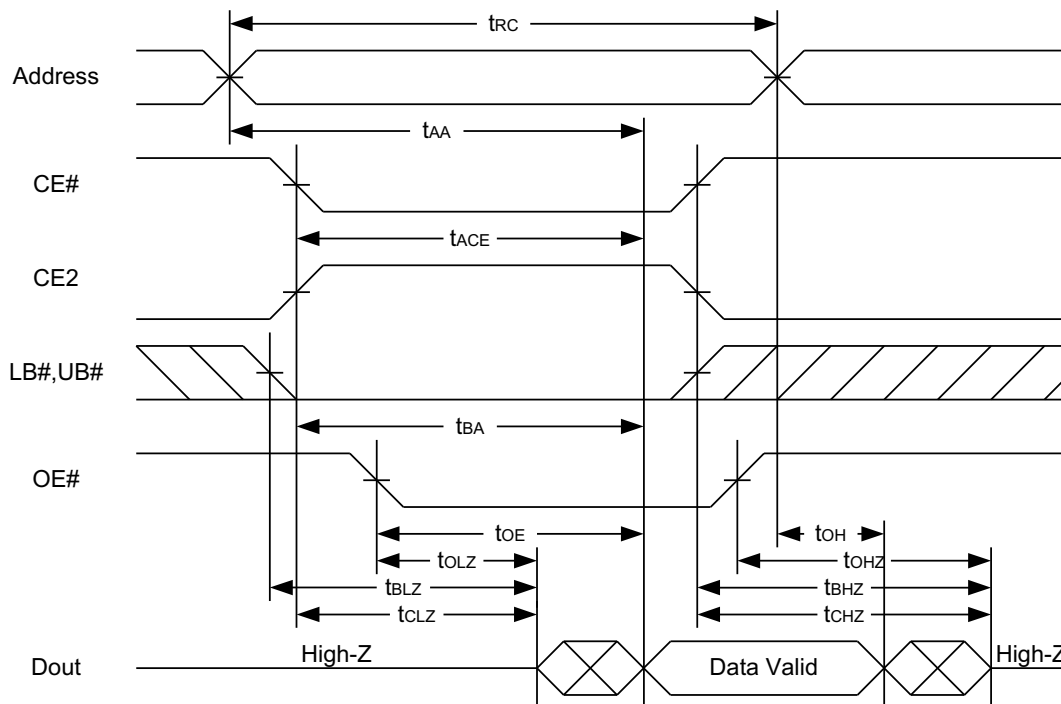 tRC
Address
tAA
CE#
tACE
CE2
LB#,UB#
tBA
OE#
tOE
tOH
tOLZ
tOHZ
tBLZ
tBHZ
tCLZ
tCHZ
Dout
High-Z
Data Valid
High-Z